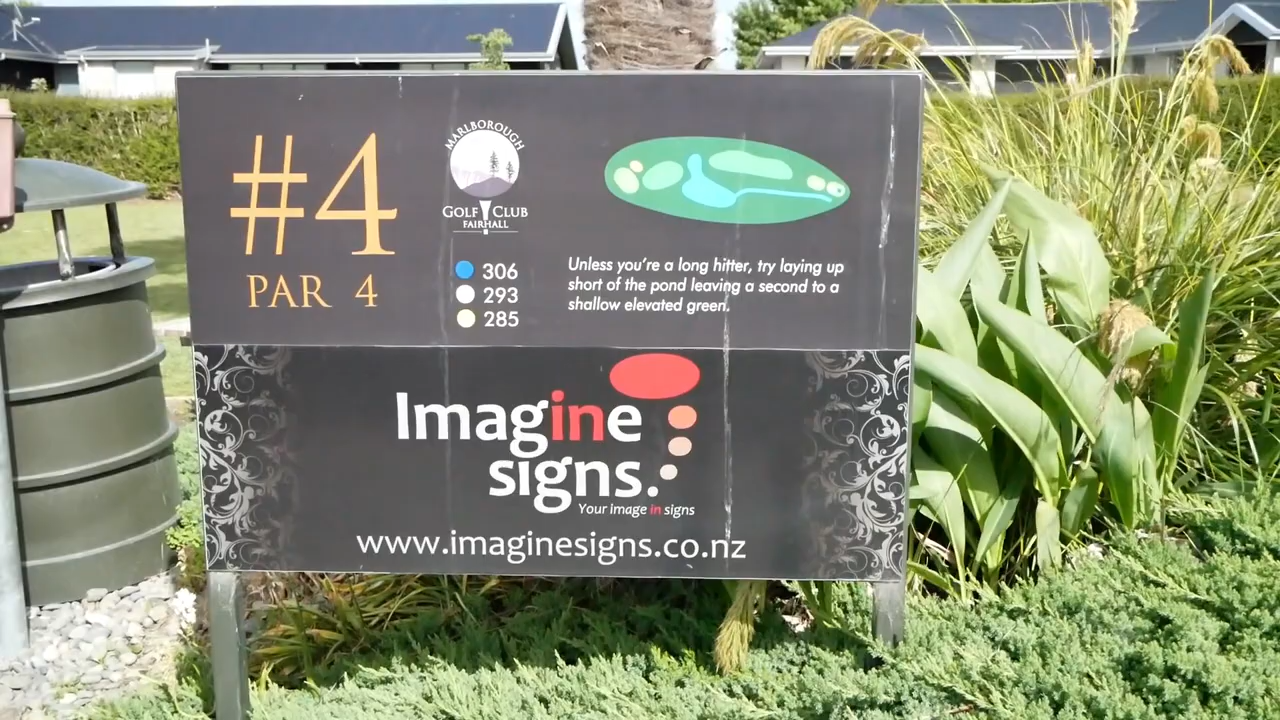 #4
PAR 4
MARLBOROUGH
GOLF CLUB
FAIRHALL
306
293
285
Unless you're a long hitter, try laying up
short of the pond leaving a second to a
shallow elevated green.
Imagine
signs.
Your image in signs
www.imaginesigns.co.nz